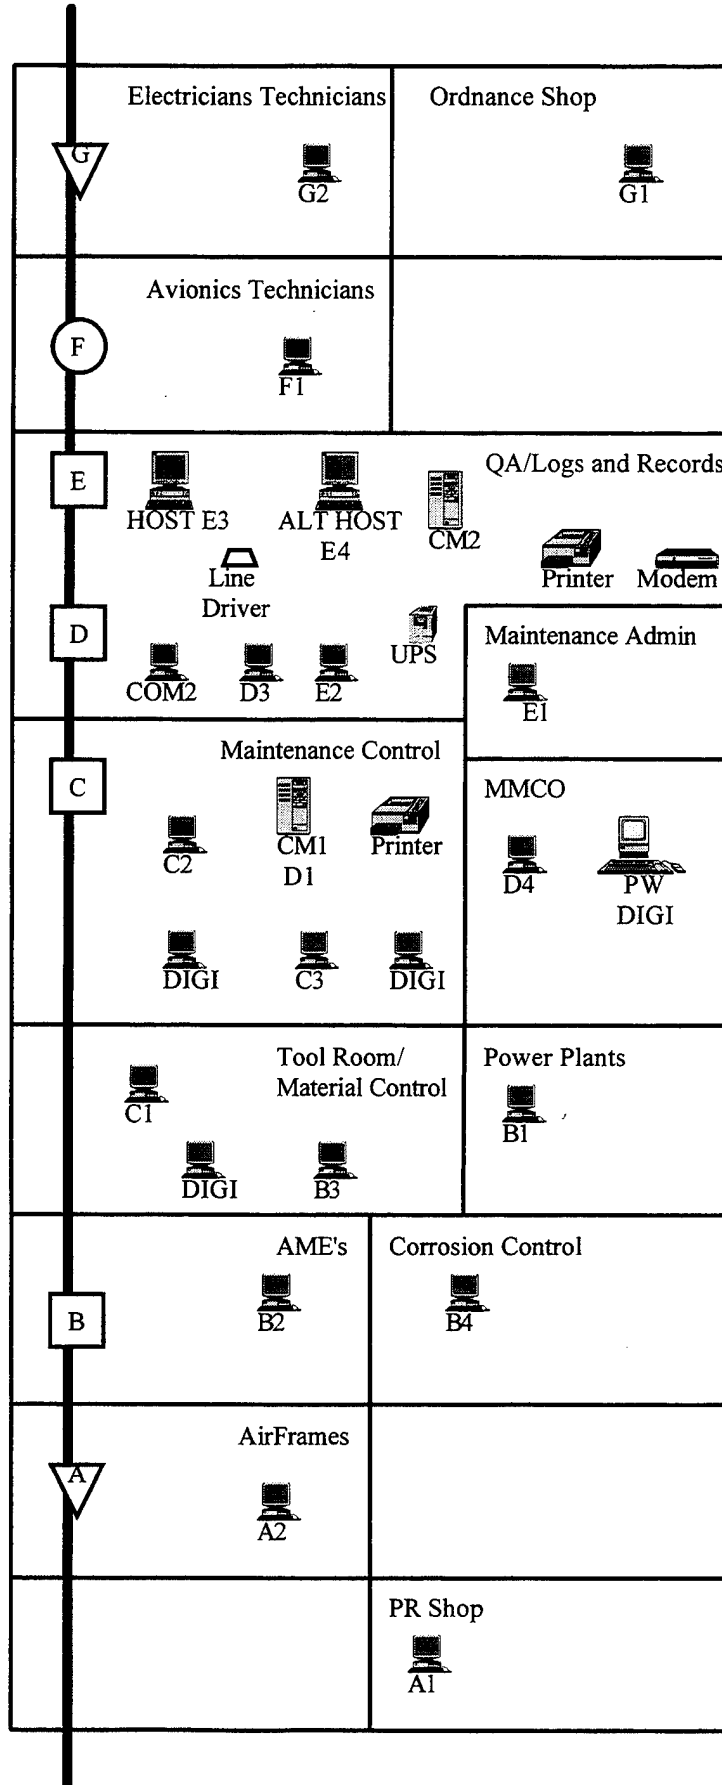 Electricians Technicians
Ordnance Shop
G
G2
G1
Avionics Technicians
F
F1
QA/Logs and Records
E
HOST E3
ALT HOST
E4
CM2
Line
Driver
Printer
Modem
D
UPS
Maintenance Admin
COM2
D3
E2
E1
Maintenance Control
C
MMCO
C2
CM1
D1
Printer
D4
PW
DIGI
DIGI
C3
DIGI
Tool Room/
Material Control
Power Plants
C1
B1
DIGI
B3
AME's
Corrosion Control
B
B2
B4
AirFrames
A
A2
PR Shop
A1